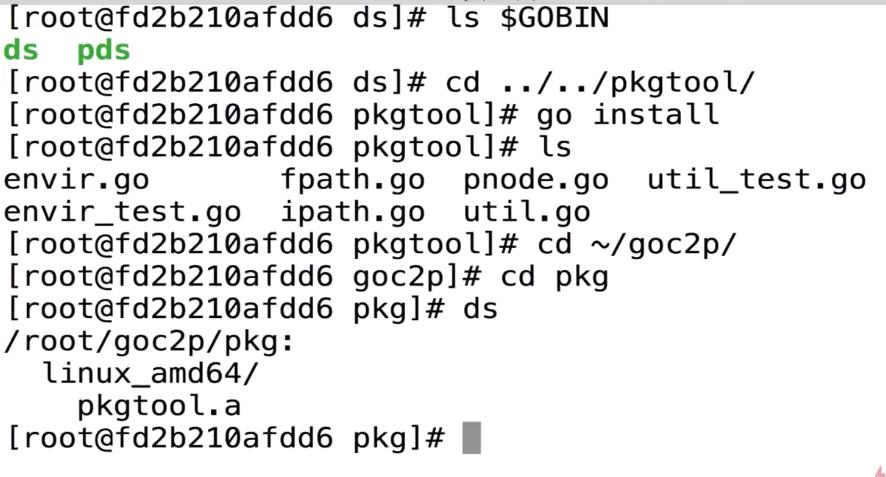 [root@fd2b210afdd6 ds]# ls $GOBIN
ds  pds
[root@fd2b210afdd6 ds]# cd ../../pkgtool/
[root@fd2b210afdd6 pkgtool]# go install
[root@fd2b210afdd6 pkgtool]# ls
envir.go       fpath.go  pnode.go  util_test.go
envir_test.go  ipath.go  util.go
[root@fd2b210afdd6 pkgtool]# cd ~/goc2p/
[root@fd2b210afdd6 goc2p]# cd pkg
[root@fd2b210afdd6 pkg]# ds
/root/goc2p/pkg:
  linux_amd64/
    pkgtool.a
[root@fd2b210afdd6 pkg]#